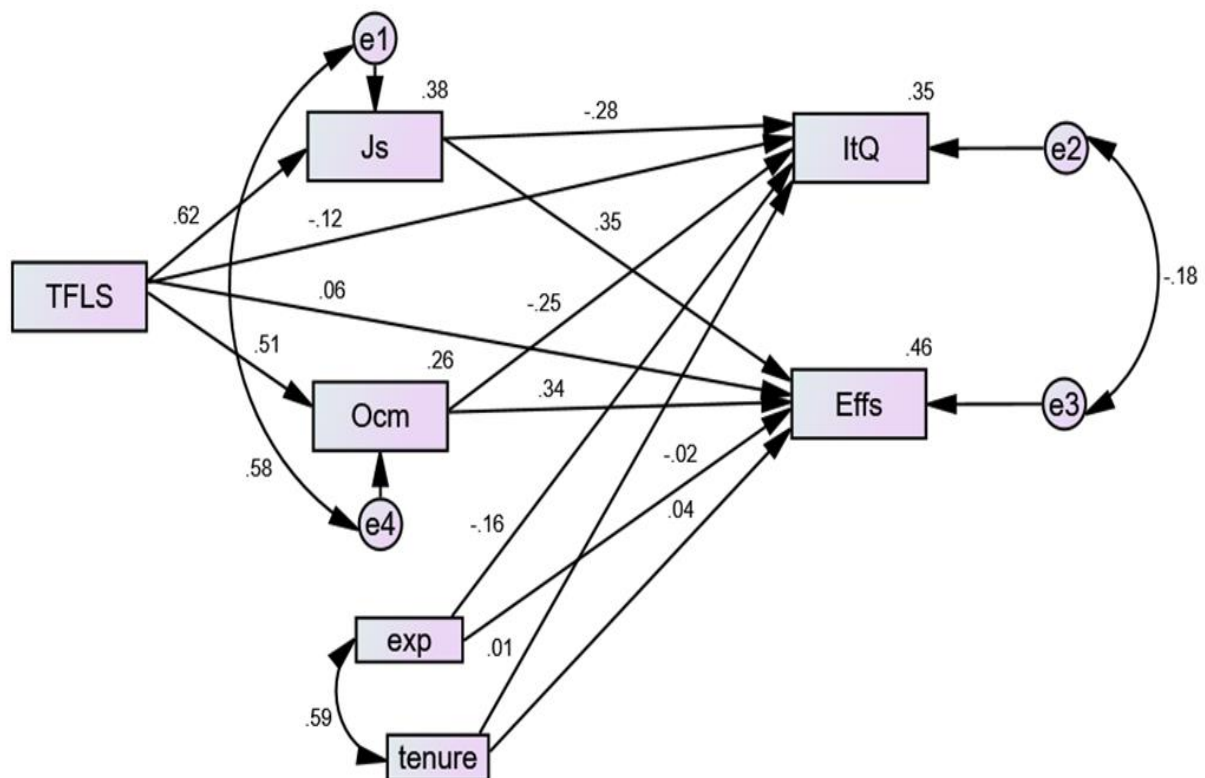 e1
.38
Js
-.28
.35
ItQ
e2
.62
-.12
.35
TFLS
.06
-.25
-.18
.51
.26
.34
.46
Ocm
Effs
e3
.58
-.02
e4
-.16
.04
exp
.01
.59
tenure